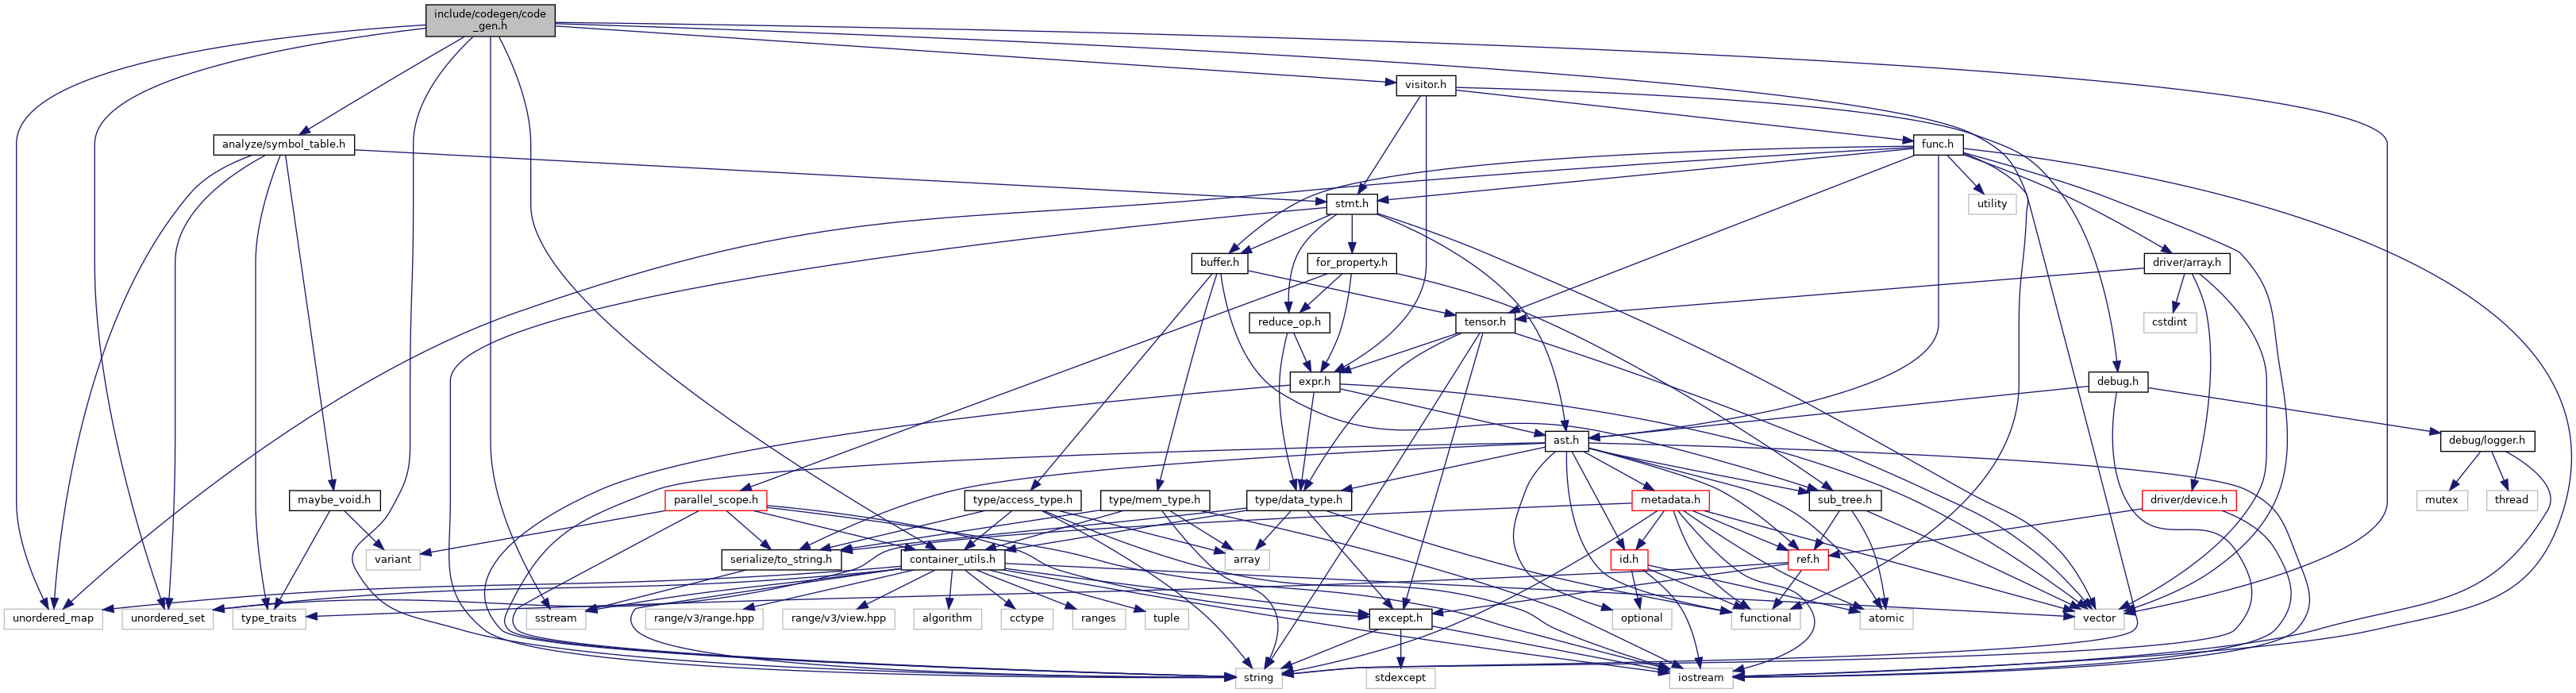 include/codegen/code
_gen.h
visitor.h
analyze/symbol_table.h
func.h
stmt.h
utility
buffer.h
for_property.h
driver/array.h
reduce_op.h
tensor.h
cstdint
expr.h
debug.h
ast.h
debug/logger.h
maybe_void.h
parallel_scope.h
type/access_type.h
type/mem_type.h
type/data_type.h
metadata.h
sub_tree.h
driver/device.h
mutex
thread
variant
serialize/to_string.h
container_utils.h
array
id.h
ref.h
unordered_map
unordered_set
type_traits
sstream
range/v3/range.hpp
range/v3/view.hpp
algorithm
cctype
ranges
tuple
except.h
optional
functional
atomic
vector
string
stdexcept
iostream